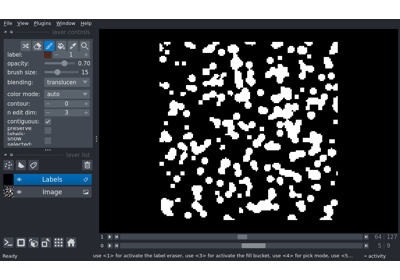 File View Plugins Window Help
layer controls
label: 1
opacity: 0.70
brush size: 15
blending: translucen
color mode: auto
contour: 0
n edit dim: 3
contiguous:
preserve
labels:
show
selected:
layer list
Labels
Image
1 64 127
0 5 9
Ready use <1> for activate the label eraser, use <2> for activate the fill bucket, use <4> for pick mode, use <5... activity